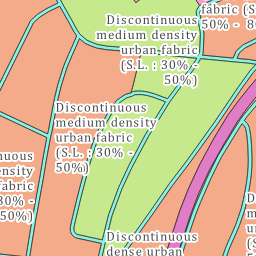 Discontinuous
medium density
urban fabric
(S.L. : 30% -
50%)
fabric (S
50% -  8
Discontinuous
medium density
urban fabric
(S.L. : 30% -
50%)
nuous
ensity
fabric
30% -
50%)
Discontinuous
dense urban
D